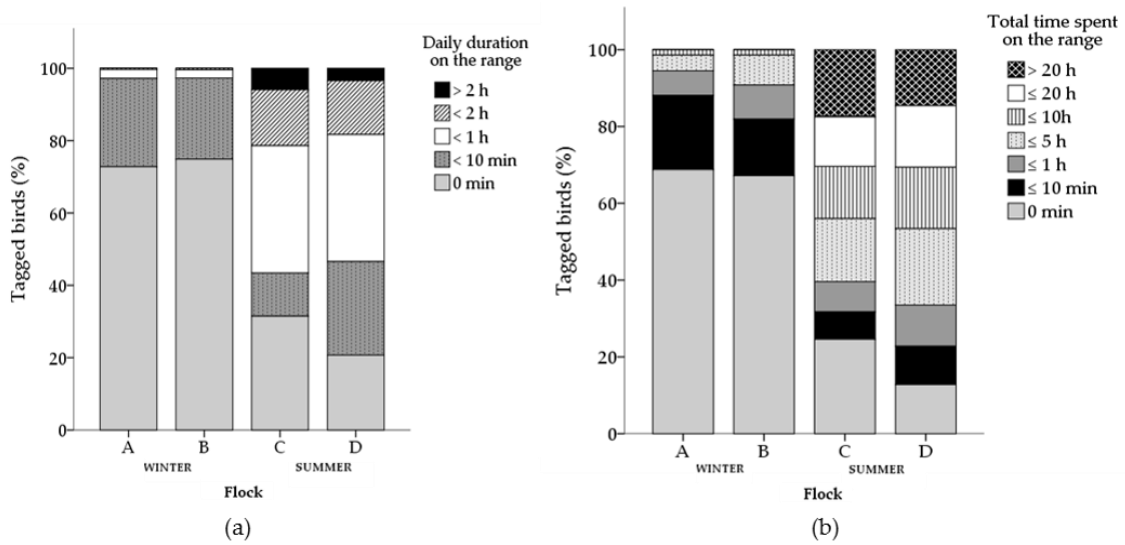 Daily duration
on the range
> 2 h
< 2 h
< 1 h
< 10 min
0 min
Tagged birds (%)
100
80
60
40
20
0
A B C D
WINTER SUMMER
Flock
(a)
Total time spent
on the range
> 20 h
≤ 20 h
≤ 10h
≤ 5 h
≤ 1 h
≤ 10 min
0 min
Tagged birds (%)
100
80
60
40
20
0
A B C D
WINTER SUMMER
Flock
(b)